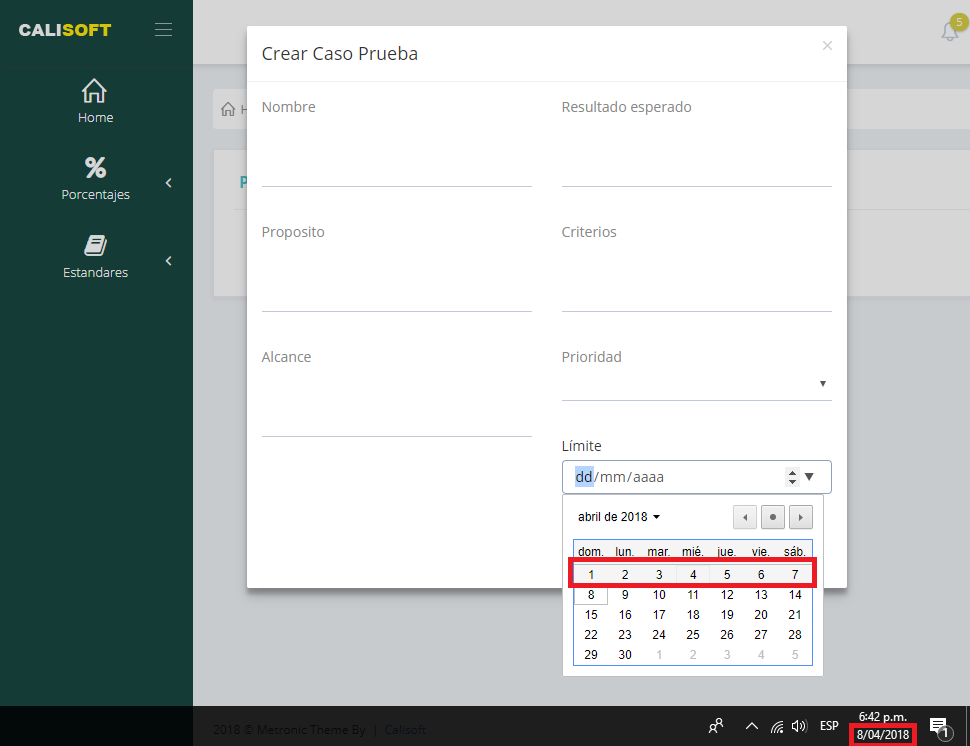 CALISOFT
5
Crear Caso Prueba
×
Home
H
Porcentajes
P
Estandares
Nombre
Resultado esperado
Proposito
Criterios
Alcance
Prioridad
Límite
dd/mm/aaaa
abril de 2018
dom. lun. mar. mié. jue. vie. sáb.
1 2 3 4 5 6 7
8 9 10 11 12 13 14
15 16 17 18 19 20 21
22 23 24 25 26 27 28
29 30 1 2 3 4 5
2018 © Metronic Theme By | Calisoft
ESP
6:42 p.m.
8/04/2018
1